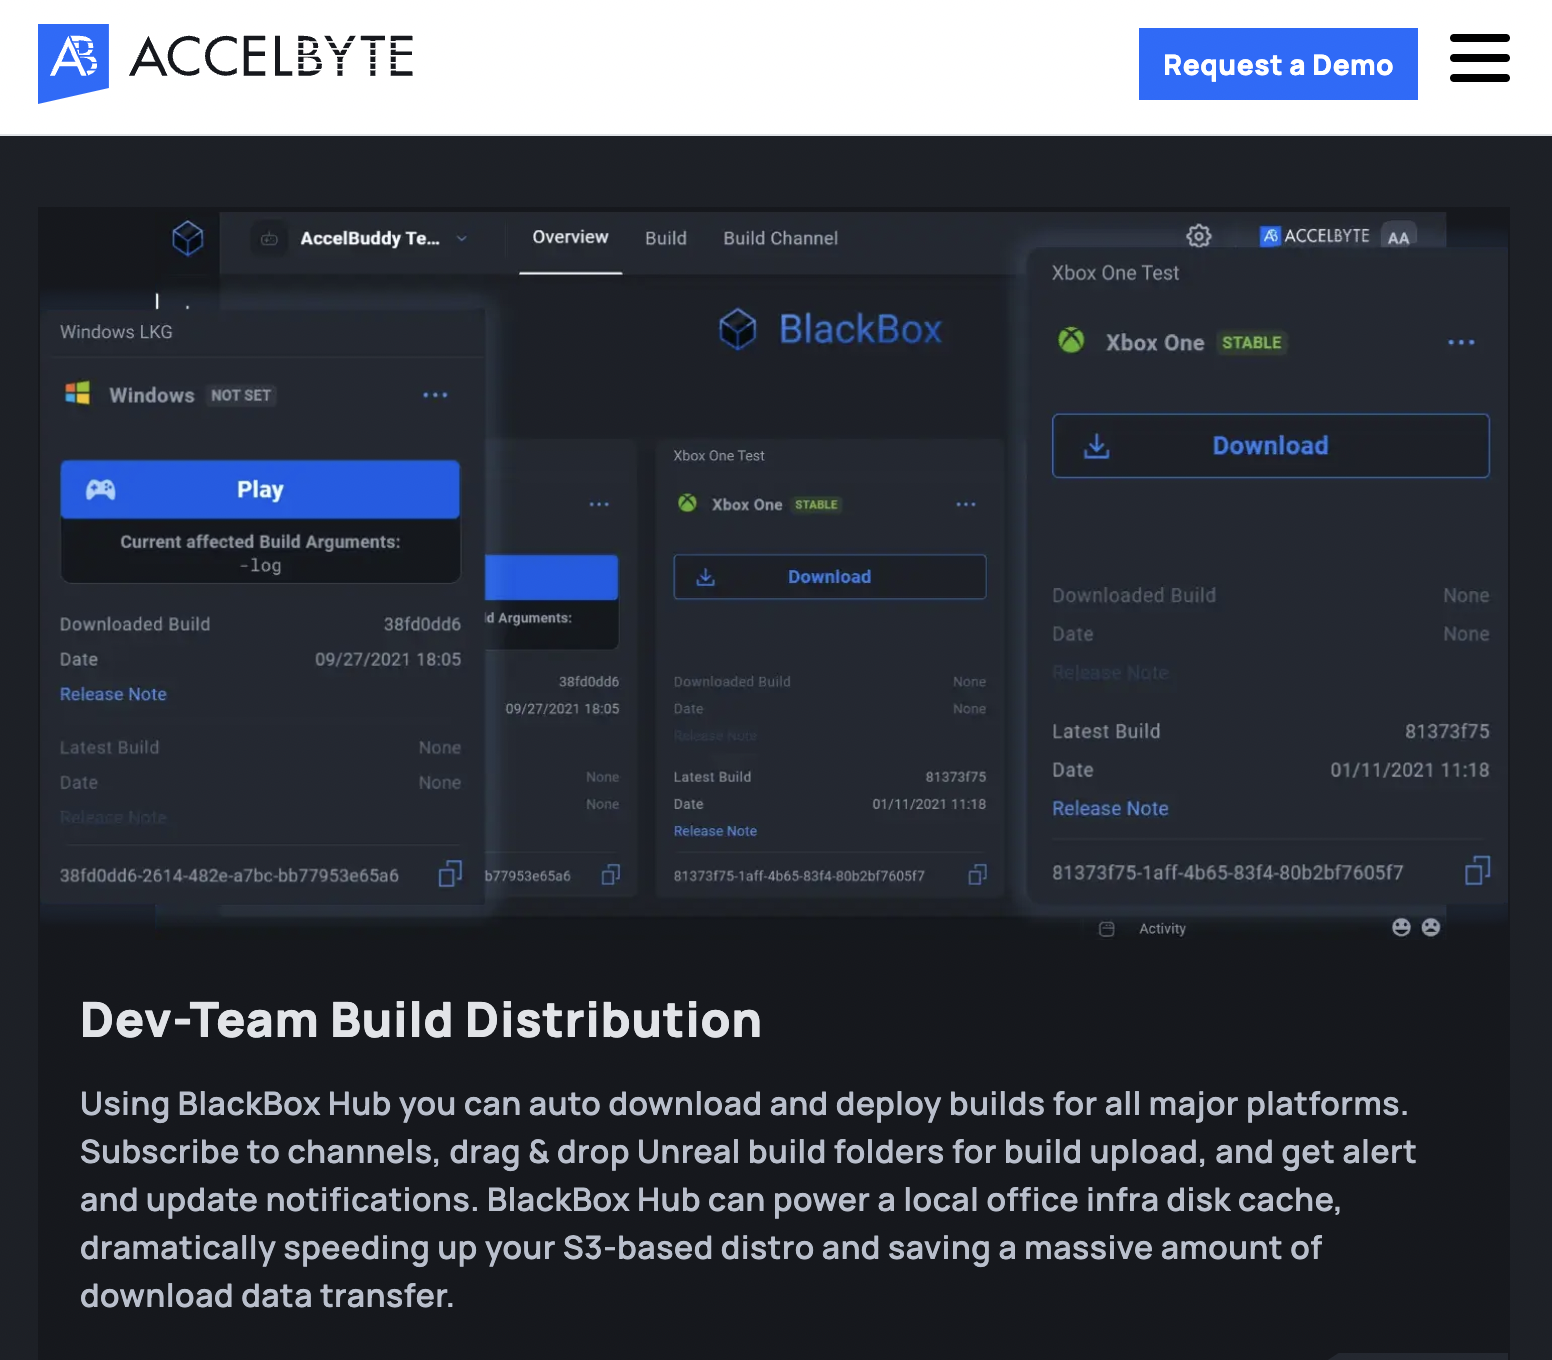 ACCELBYTE
Request a Demo
AccelBuddy Te...
Overview
Build
Build Channel
ACCELBYTE
AA
BlackBox
Windows LKG
Windows NOT SET
Play
Current affected Build Arguments:
-log
Downloaded Build 38fd0dd6
Date 09/27/2021 18:05
Release Note
Latest Build None
Date None
Release Note
38fd0dd6-2614-482e-a7bc-bb77953e65a6
d Arguments:
38fd0dd6
09/27/2021 18:05
None
None
b77953e65a6
Xbox One Test
Xbox One STABLE
Download
Downloaded Build None
Date None
Release Note
Latest Build 81373f75
Date 01/11/2021 11:18
Release Note
81373f75-1aff-4b65-83f4-80b2bf7605f7
Xbox One Test
Xbox One STABLE
Download
Downloaded Build None
Date None
Release Note
Latest Build 81373f75
Date 01/11/2021 11:18
Release Note
81373f75-1aff-4b65-83f4-80b2bf7605f7
Activity
Dev-Team Build Distribution
Using BlackBox Hub you can auto download and deploy builds for all major platforms.
Subscribe to channels, drag & drop Unreal build folders for build upload, and get alert
and update notifications. BlackBox Hub can power a local office infra disk cache,
dramatically speeding up your S3-based distro and saving a massive amount of
download data transfer.